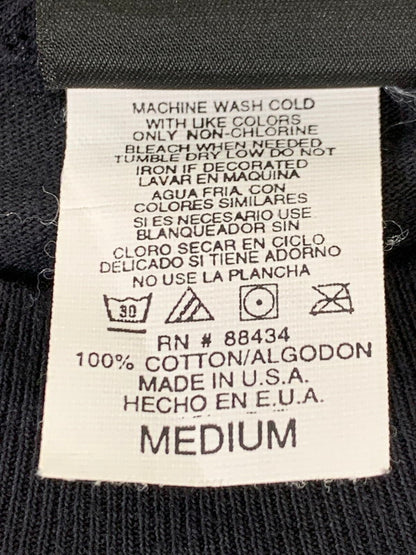 MACHINE WASH COLD
WITH LIKE COLORS
ONLY NON-CHLORINE
BLEACH WHEN NEEDED
TUMBLE DRY LOW DO NOT
IRON IF DECORATED
LAVAR EN MAQUINA
AGUA FRIA. CON
COLORES SIMILARES
SI ES NECESARIO USE
BLANQUEADOR SIN
CLORO SECAR EN CICLO
DELICADO SI TIENE ADORNO
NO USE LA PLANCHA
30
RN # 88434
100% COTTON/ALGODON
MADE IN U.S.A.
HECHO EN E.U.A.
MEDIUM